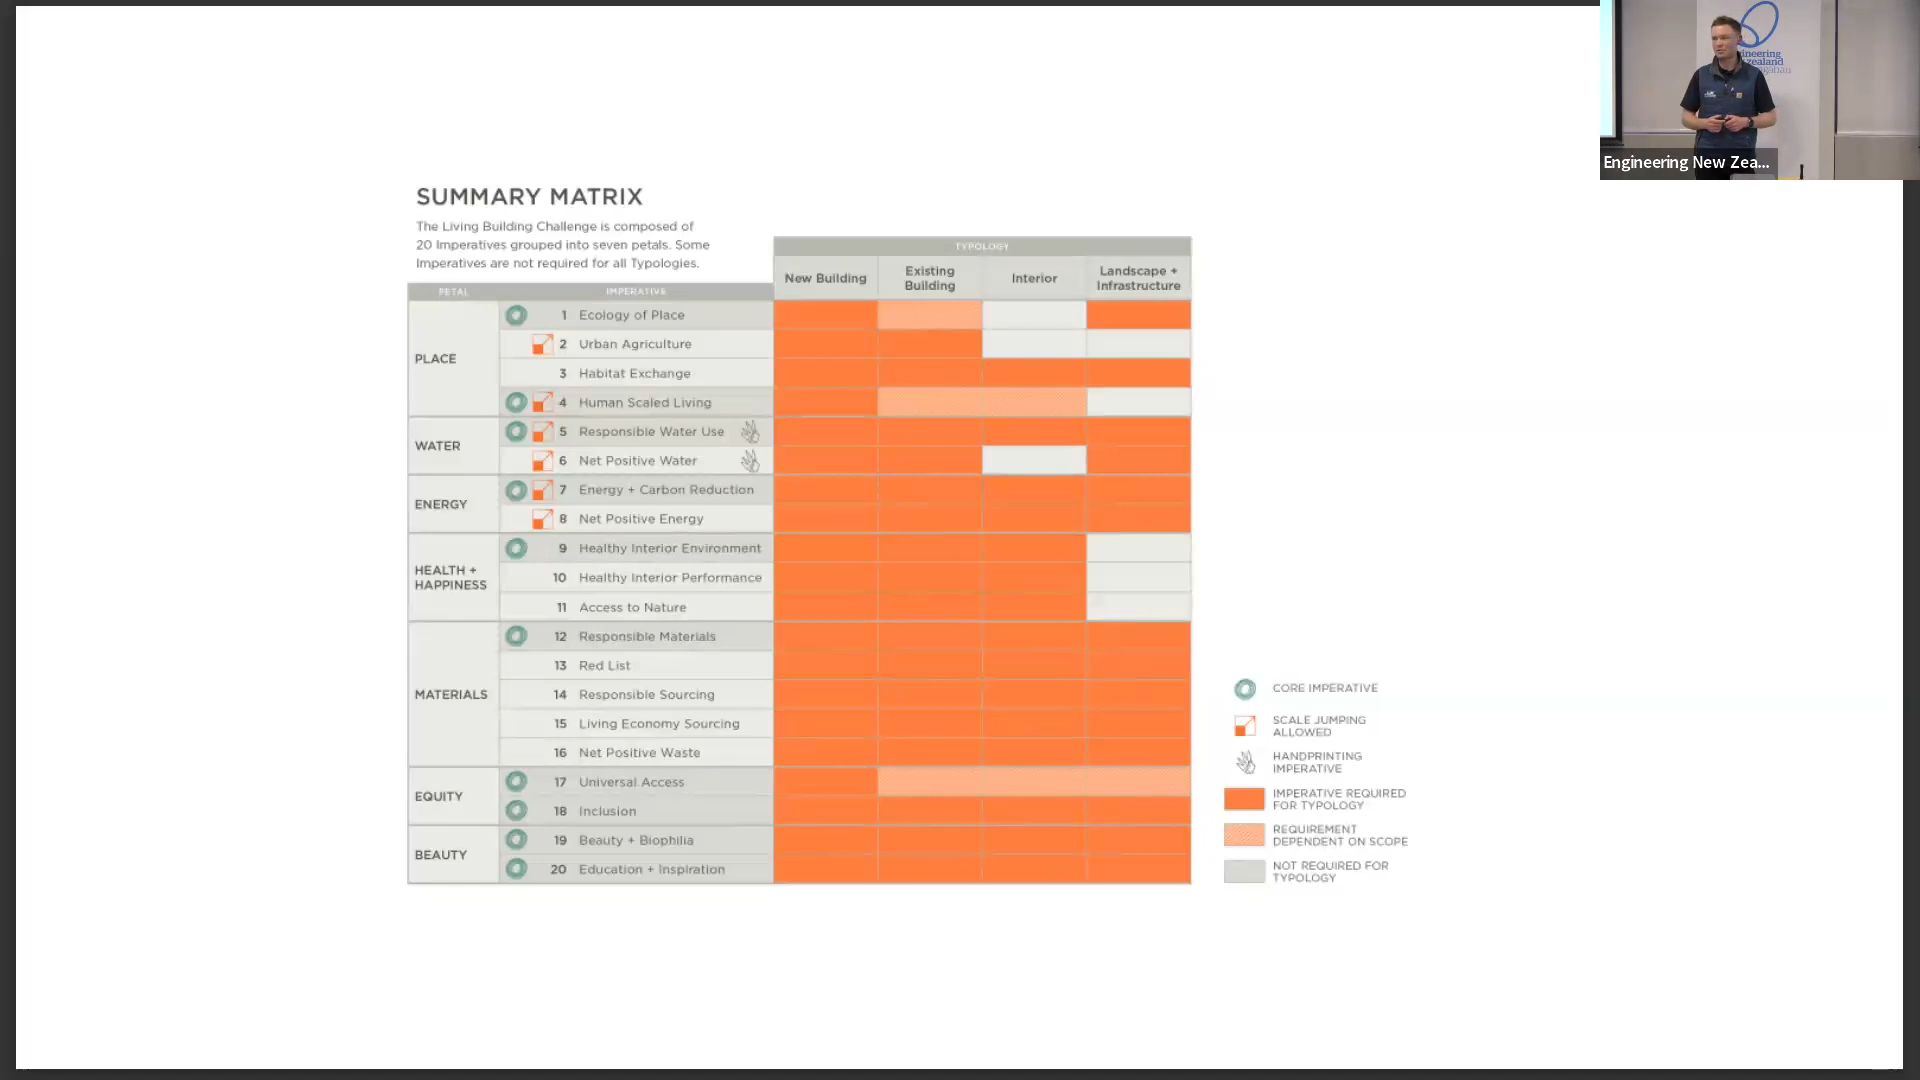 SUMMARY MATRIX
The Living Building Challenge is composed of
20 Imperatives grouped into seven petals. Some
Imperatives are not required for all Typologies.
TYPOLOGY
New Building
Existing
Building
Interior
Landscape +
Infrastructure
PETAL IMPERATIVE
PLACE
1 Ecology of Place
2 Urban Agriculture
3 Habitat Exchange
4 Human Scaled Living
WATER
5 Responsible Water Use
6 Net Positive Water
ENERGY
7 Energy + Carbon Reduction
8 Net Positive Energy
HEALTH +
HAPPINESS
9 Healthy Interior Environment
10 Healthy Interior Performance
11 Access to Nature
MATERIALS
12 Responsible Materials
13 Red List
14 Responsible Sourcing
15 Living Economy Sourcing
16 Net Positive Waste
EQUITY
17 Universal Access
18 Inclusion
BEAUTY
19 Beauty + Biophilia
20 Education + Inspiration
CORE IMPERATIVE
SCALE JUMPING
ALLOWED
HANDPRINTING
IMPERATIVE
IMPERATIVE REQUIRED
FOR TYPOLOGY
REQUIREMENT
DEPENDENT ON SCOPE
NOT REQUIRED FOR
TYPOLOGY
Engineering New Zea...